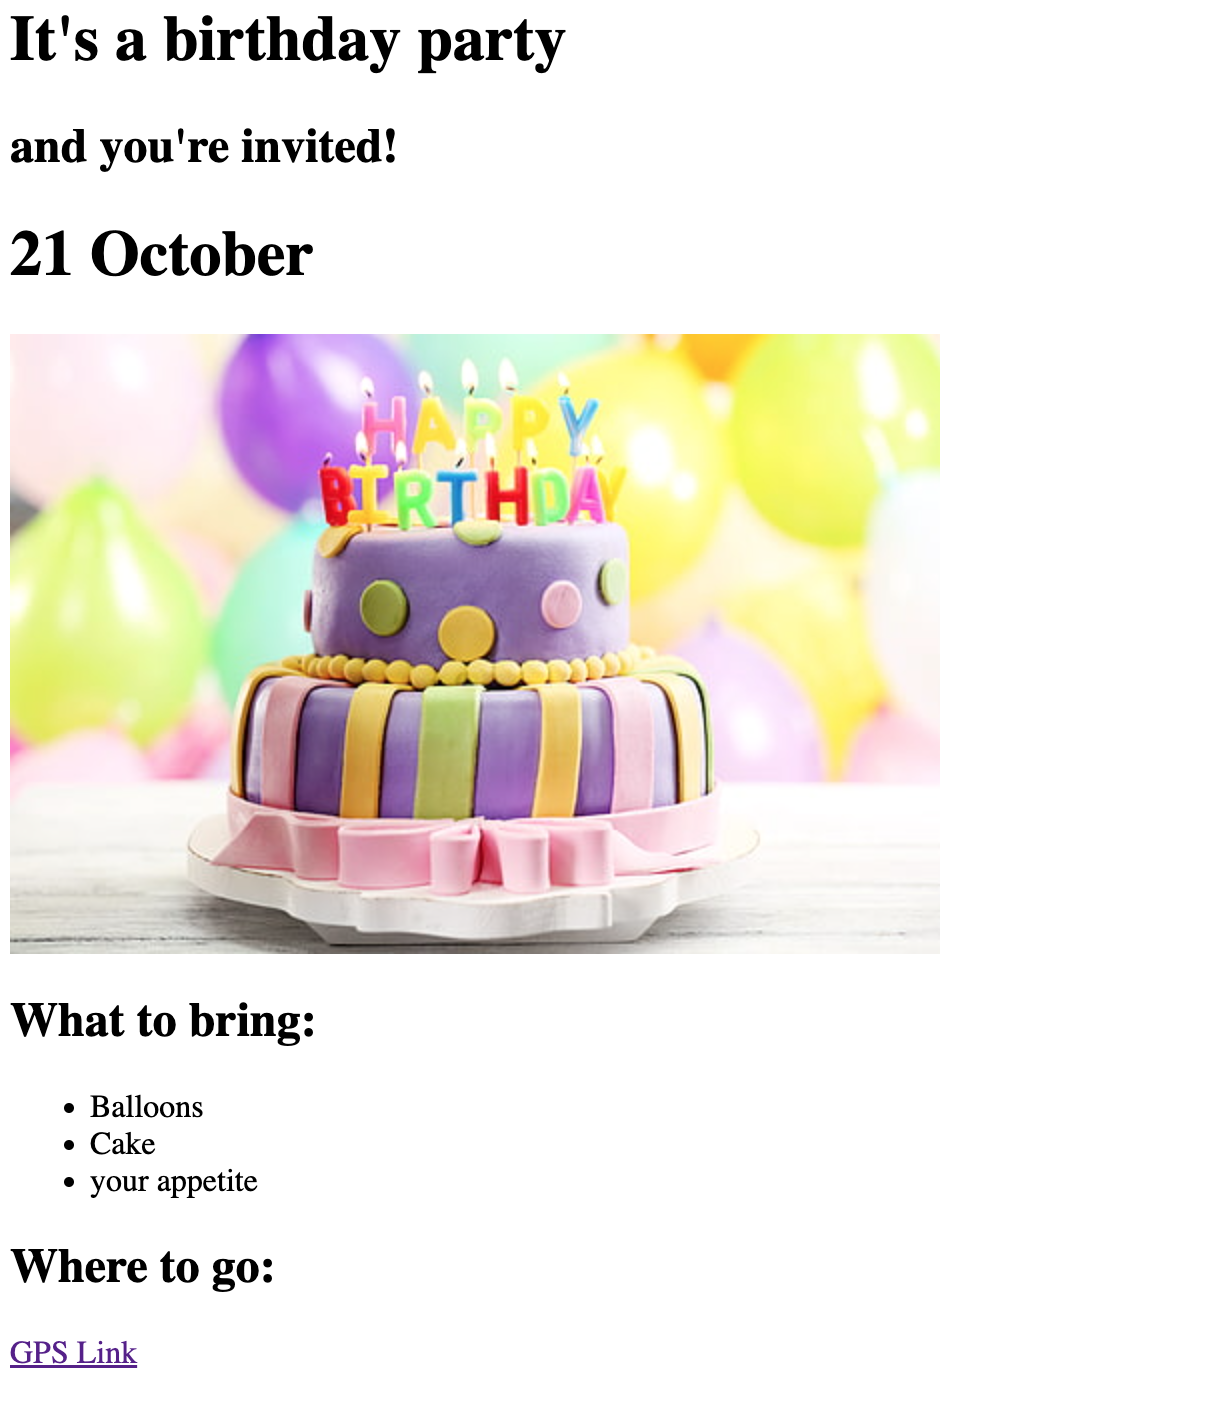 It's a birthday party
and you're invited!
21 October
HAPPY
BIRTHDAY
What to bring:
Balloons
Cake
your appetite
Where to go:
GPS Link